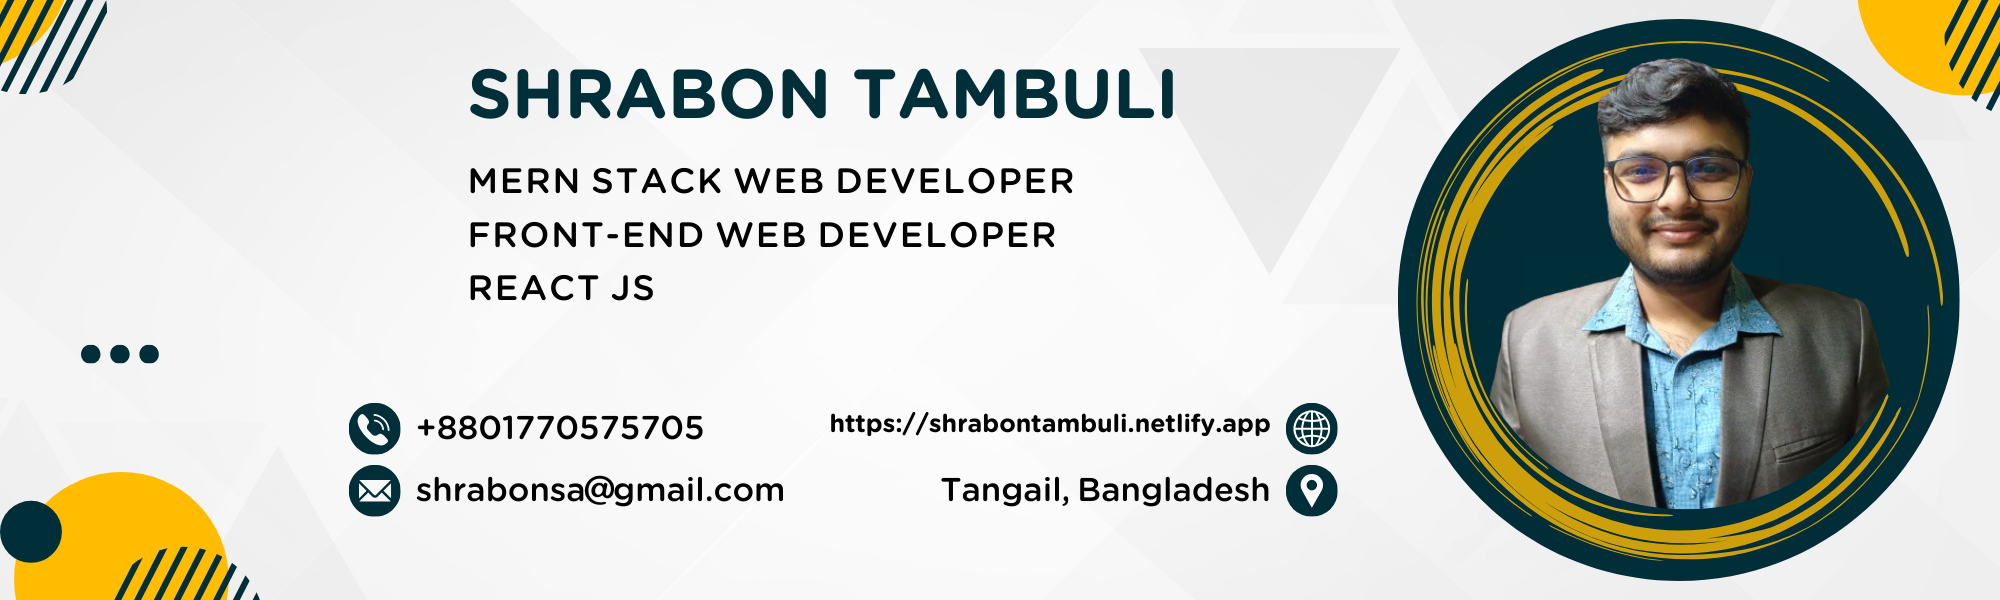 SHRABON TAMBULI
MERN STACK WEB DEVELOPER
FRONT-END WEB DEVELOPER
REACT JS
+8801770575705
https://shrabontambuli.netlify.app
shrabonsa@gmail.com
Tangail, Bangladesh